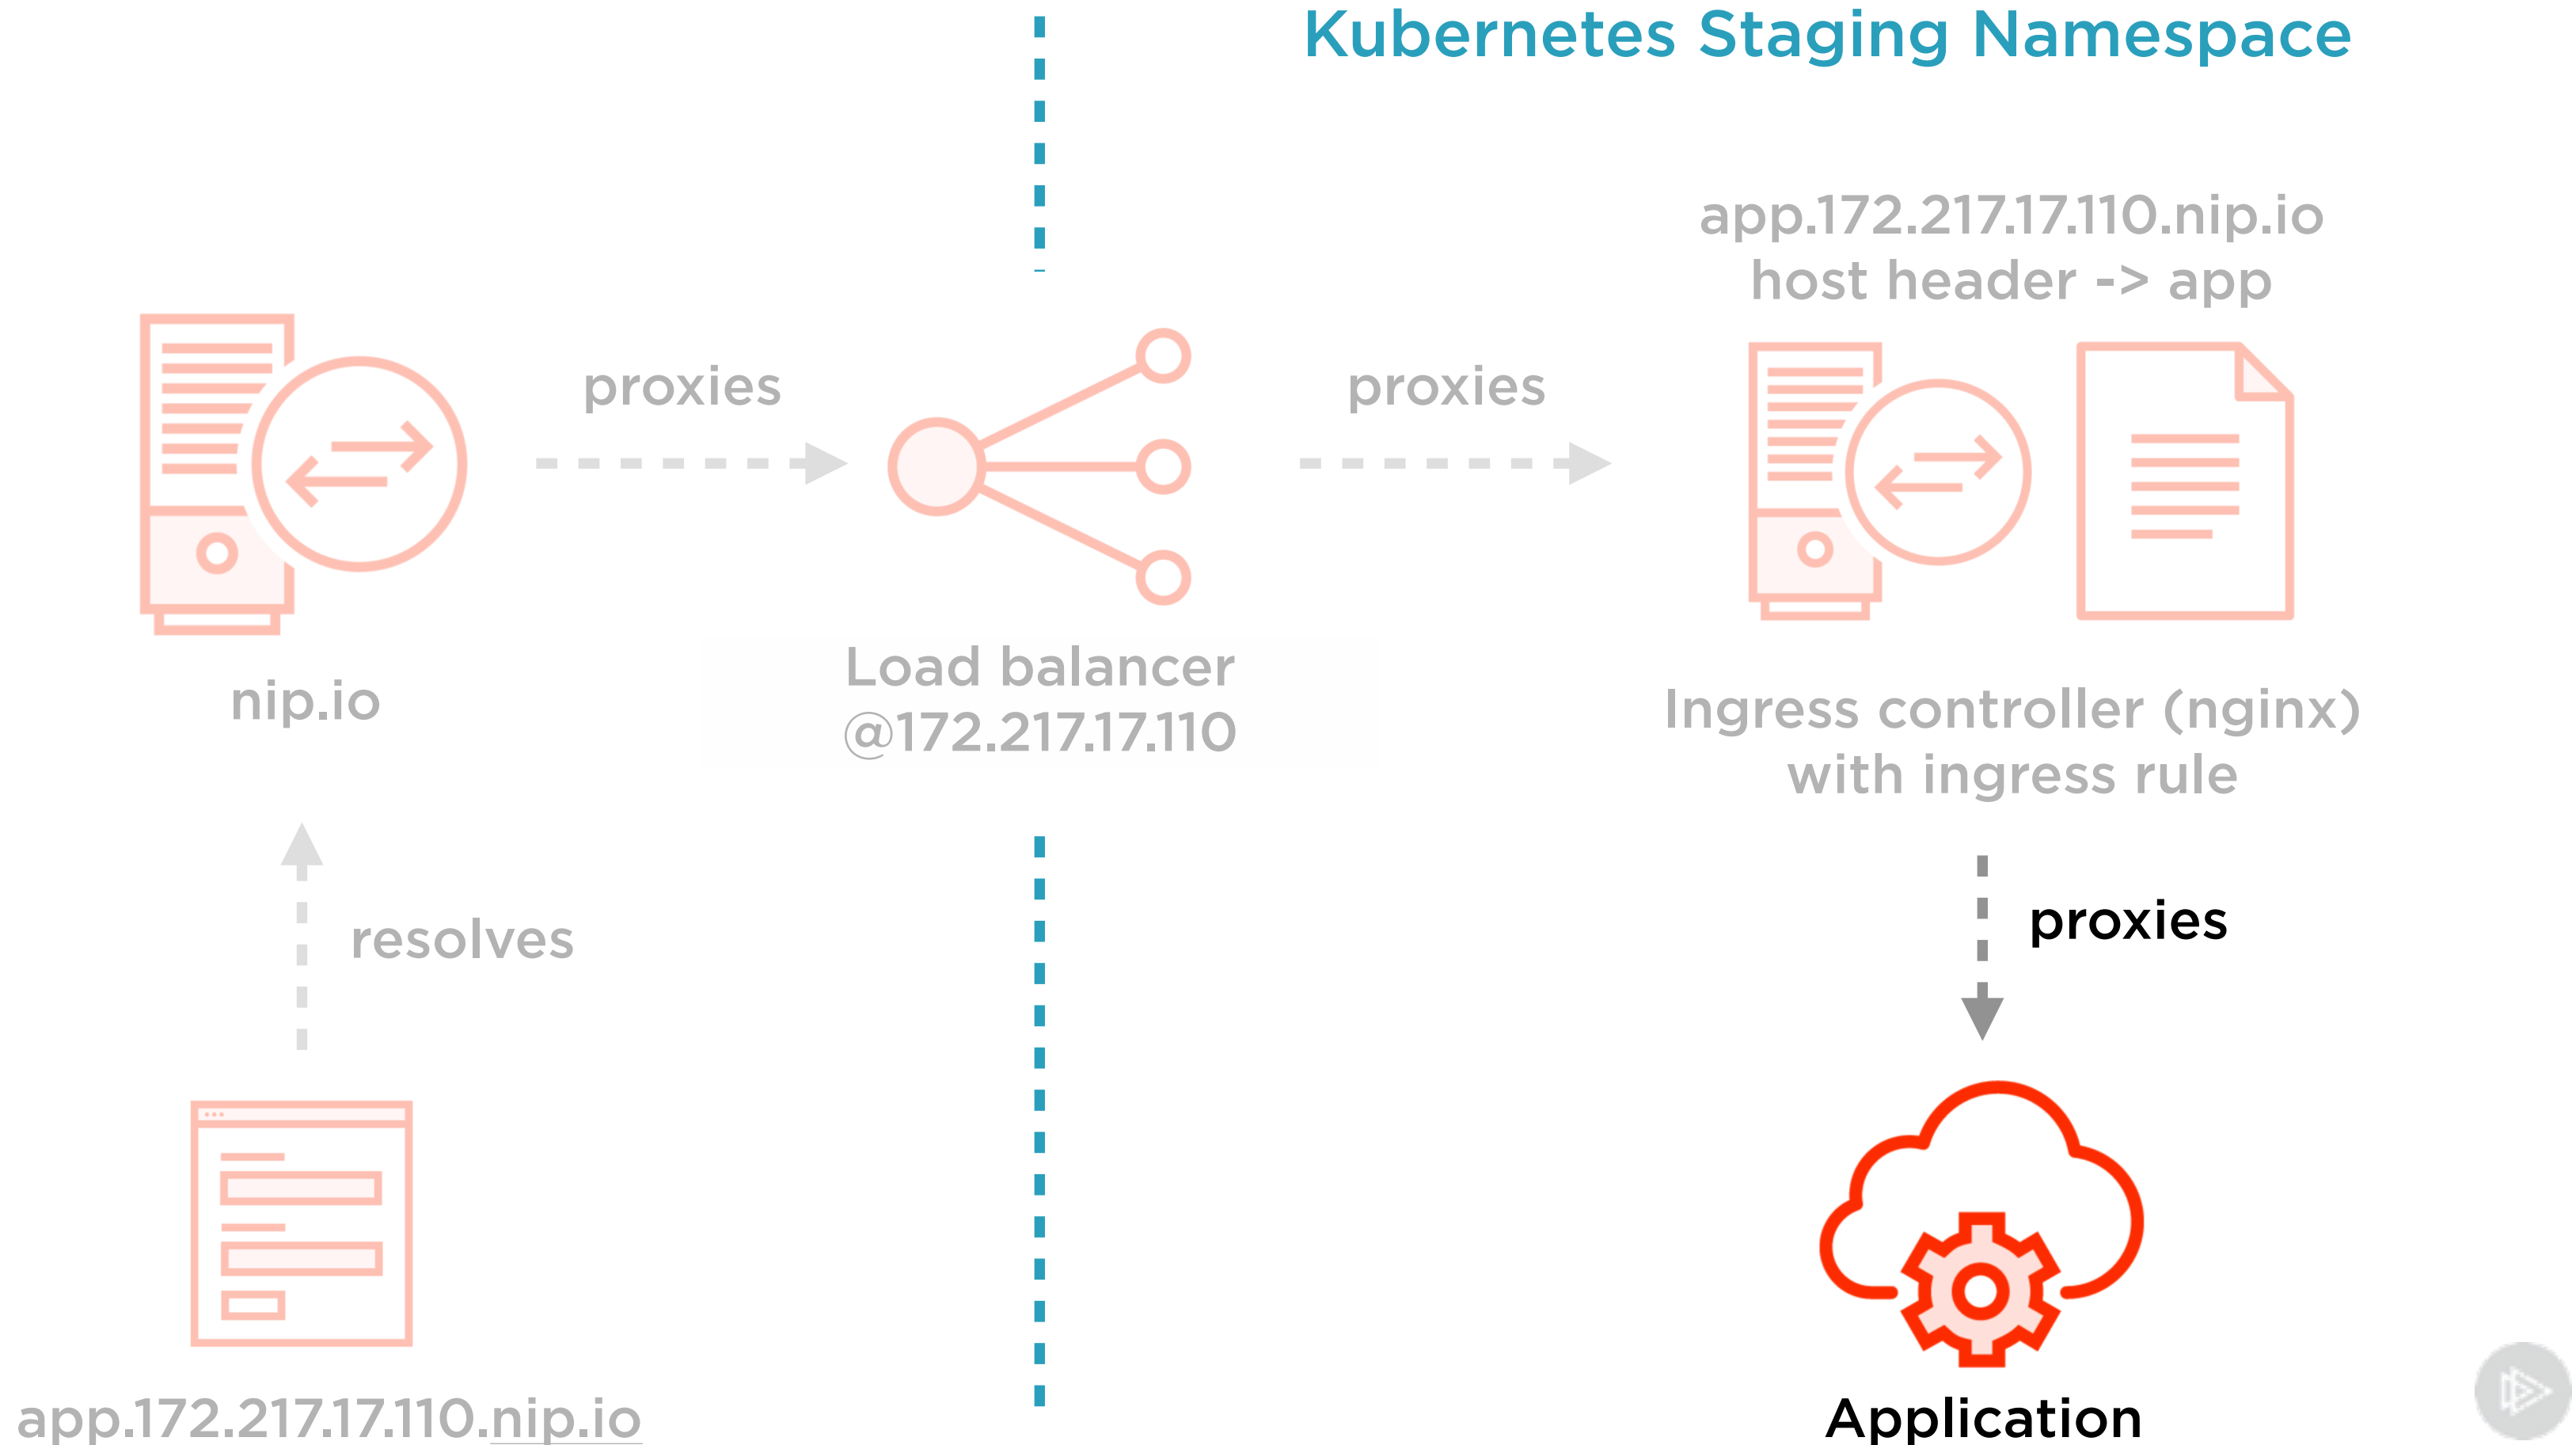 Kubernetes Staging Namespace
app.172.217.17.110.nip.io
host header -> app
proxies
proxies
nip.io
Load balancer
@172.217.17.110
Ingress controller (nginx)
with ingress rule
resolves
proxies
app.172.217.17.110.nip.io
Application